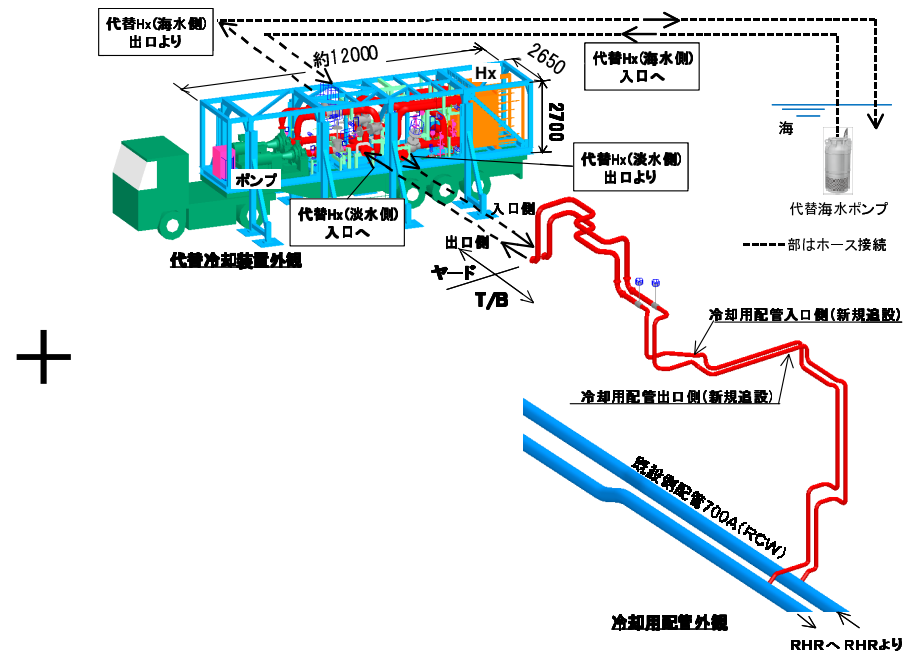 代替Hx(海水側)
出口より
約12000
2650
Hx
2700
代替Hx(海水側)
入口へ
海
代替海水ポンプ
部はホース接続
代替Hx(淡水側)
出口より
ポンプ
代替Hx(淡水側)
入口へ
入口側
出口側
代替冷却装置外観
ヤード
T/B
冷却用配管入口側(新規追設)
冷却用配管出口側(新規追設)
既設側配管700A(RCW)
冷却用配管外観
RHRへ RHRより